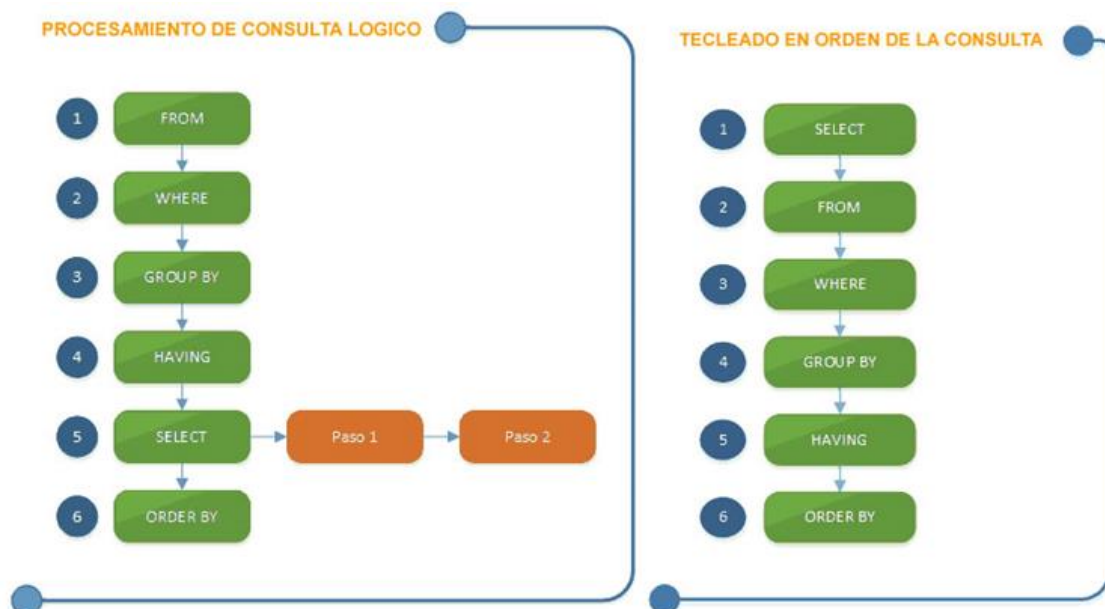 PROCESAMIENTO DE CONSULTA LOGICO
1 FROM
2 WHERE
3 GROUP BY
4 HAVING
5 SELECT Paso 1 Paso 2
6 ORDER BY
TECLEADO EN ORDEN DE LA CONSULTA
1 SELECT
2 FROM
3 WHERE
4 GROUP BY
5 HAVING
6 ORDER BY